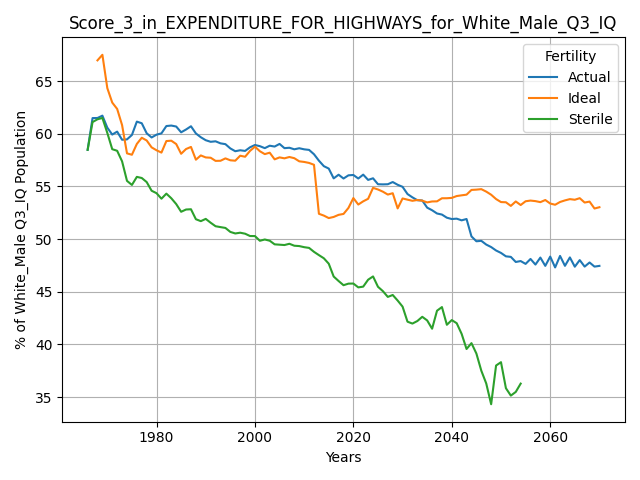 Score_3_in_EXPENDITURE_FOR_HIGHWAYS_for_White_Male_Q3_IQ
Fertility
Actual
Ideal
Sterile
% of White_Male Q3_IQ Population
65
60
55
50
45
40
35
1980
2000
2020
2040
2060
Years